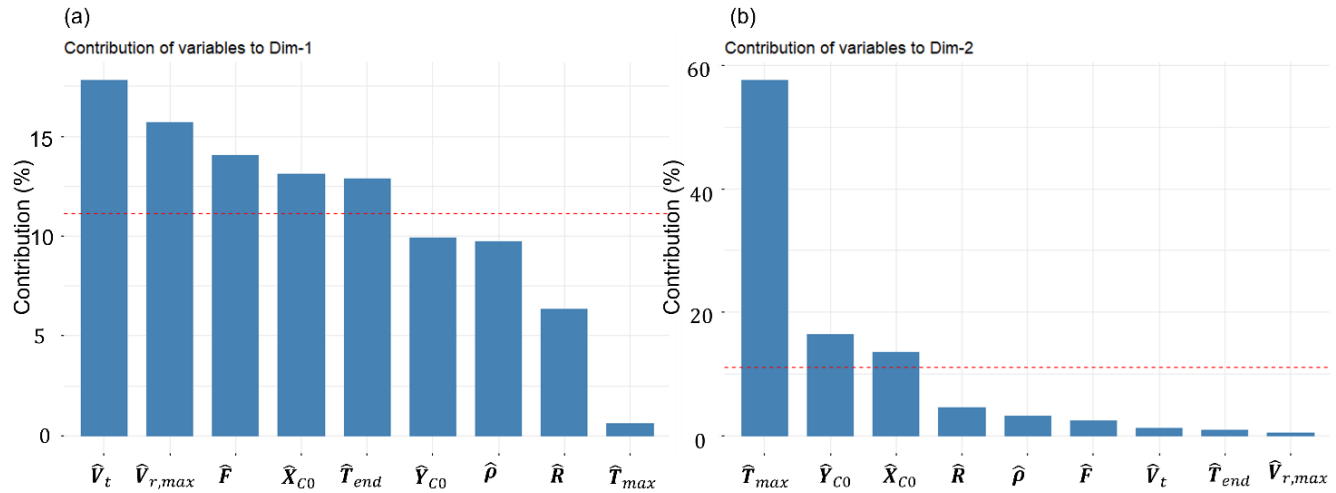 (a)
Contribution of variables to Dim-1
Contribution (%)
15
10
5
0
V̂t V̂r,max F̂ X̂C0 T̂end ŶC0 ρ̂ R̂ T̂max
(b)
Contribution of variables to Dim-2
Contribution (%)
60
40
20
0
T̂max ŶC0 X̂C0 R̂ ρ̂ F̂ V̂t T̂end V̂r,max